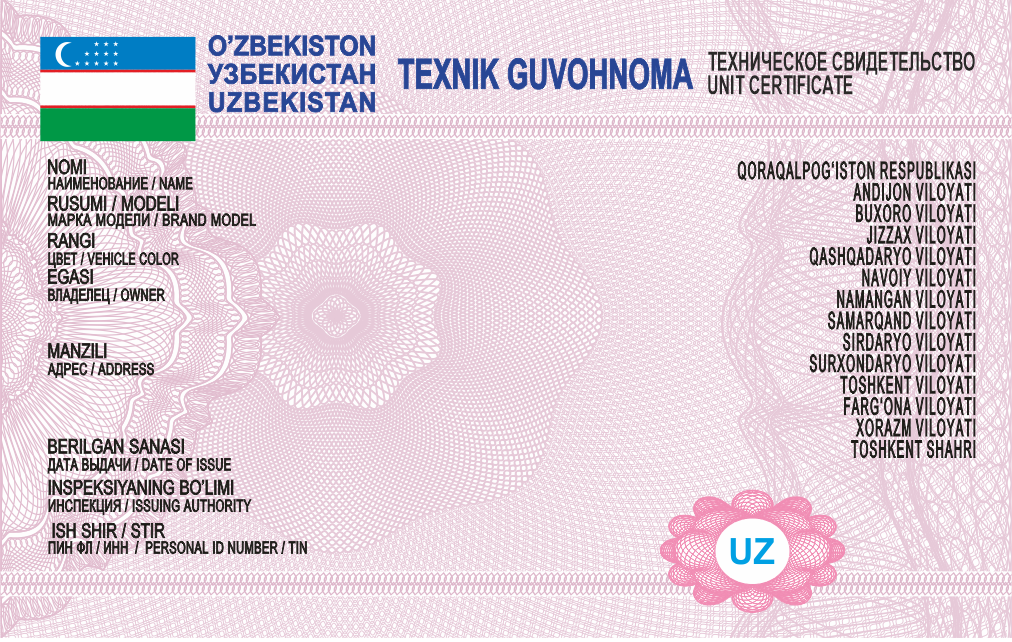 O’ZBEKISTON
УЗБЕКИСТАН
UZBEKISTAN
TEXNIK GUVOHNOMA
ТЕХНИЧЕСКОЕ СВИДЕТЕЛЬСТВО
UNIT CERTIFICATE
NOMI
НАИМЕНОВАНИЕ / NAME
RUSUMI / MODELI
МАРКА МОДЕЛИ / BRAND MODEL
RANGI
ЦВЕТ / VEHICLE COLOR
EGASI
ВЛАДЕЛЕЦ / OWNER
MANZILI
АДРЕС / ADDRESS
BERILGAN SANASI
ДАТА ВЫДАЧИ / DATE OF ISSUE
INSPEKSIYANING BO’LIMI
ИНСПЕКЦИЯ / ISSUING AUTHORITY
ISH SHIR / STIR
ПИН ФЛ / ИНН / PERSONAL ID NUMBER / TIN
QORAQALPOG‘ISTON RESPUBLIKASI
ANDIJON VILOYATI
BUXORO VILOYATI
JIZZAX VILOYATI
QASHQADARYO VILOYATI
NAVOIY VILOYATI
NAMANGAN VILOYATI
SAMARQAND VILOYATI
SIRDARYO VILOYATI
SURXONDARYO VILOYATI
TOSHKENT VILOYATI
FARG‘ONA VILOYATI
XORAZM VILOYATI
TOSHKENT SHAHRI
UZ